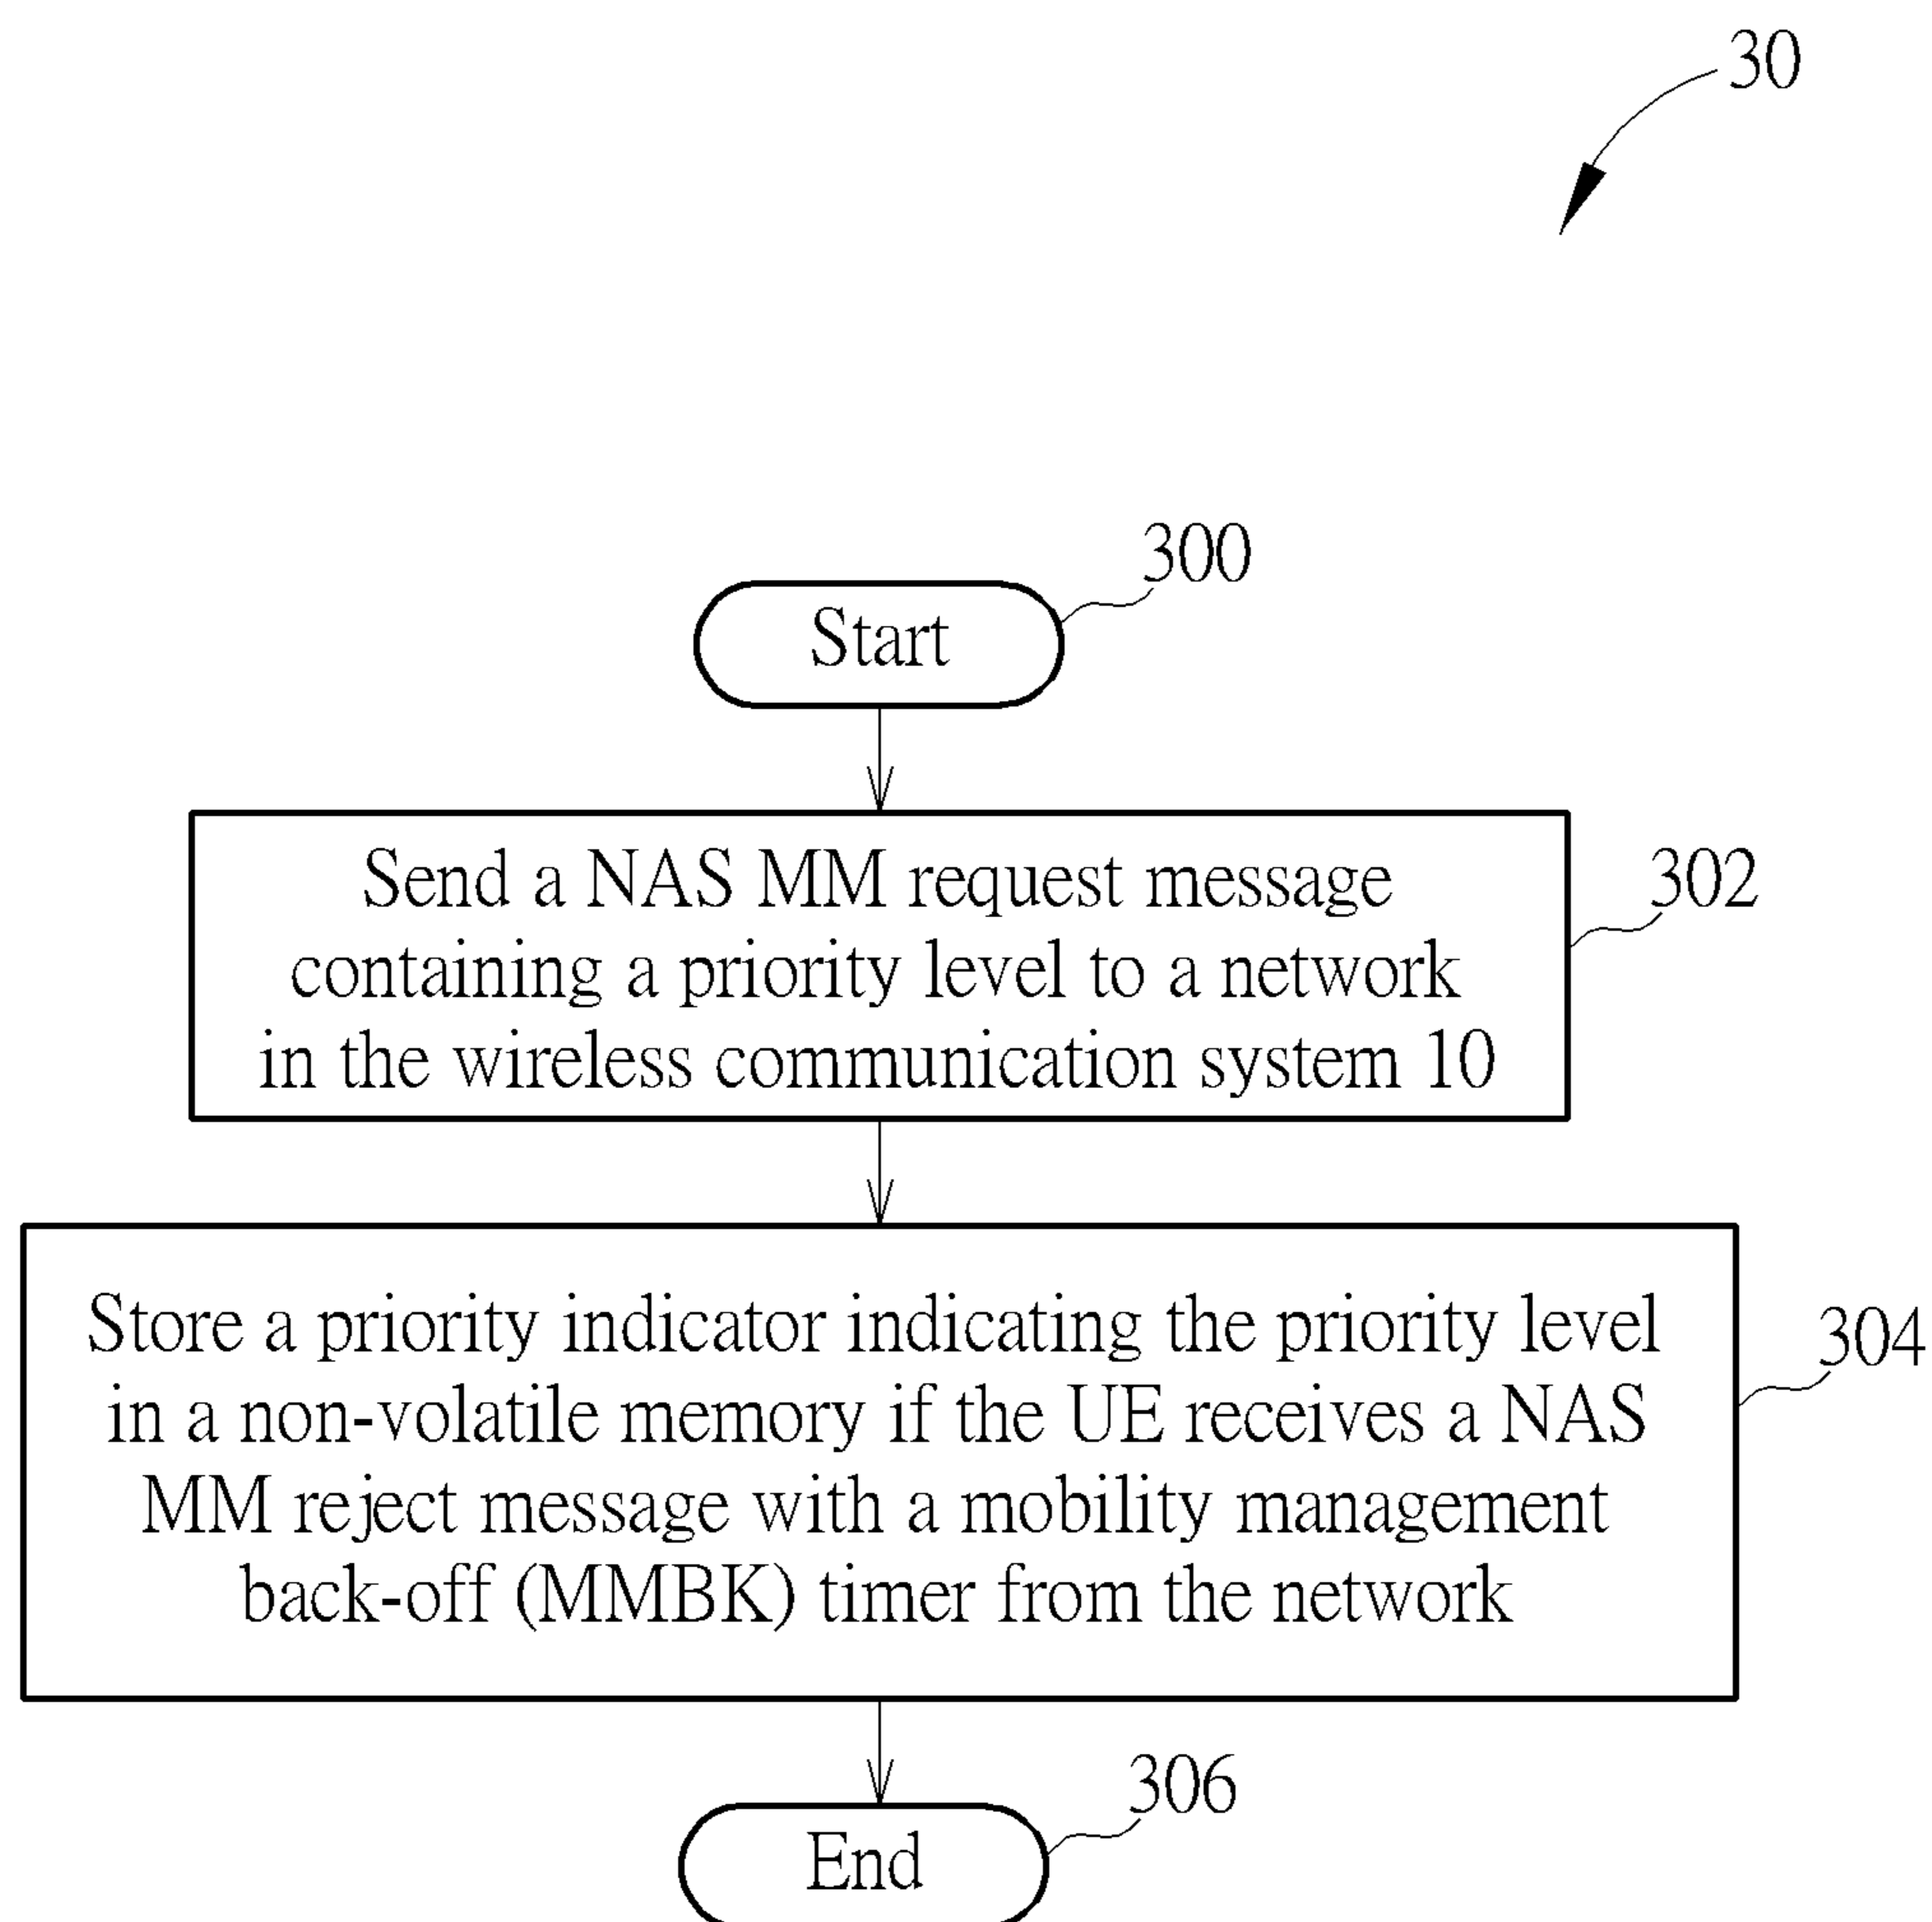 30
300
Start
302
Send a NAS MM request message
containing a priority level to a network
in the wireless communication system 10
304
Store a priority indicator indicating the priority level
in a non-volatile memory if the UE receives a NAS
MM reject message with a mobility management
back-off (MMBK) timer from the network
306
End